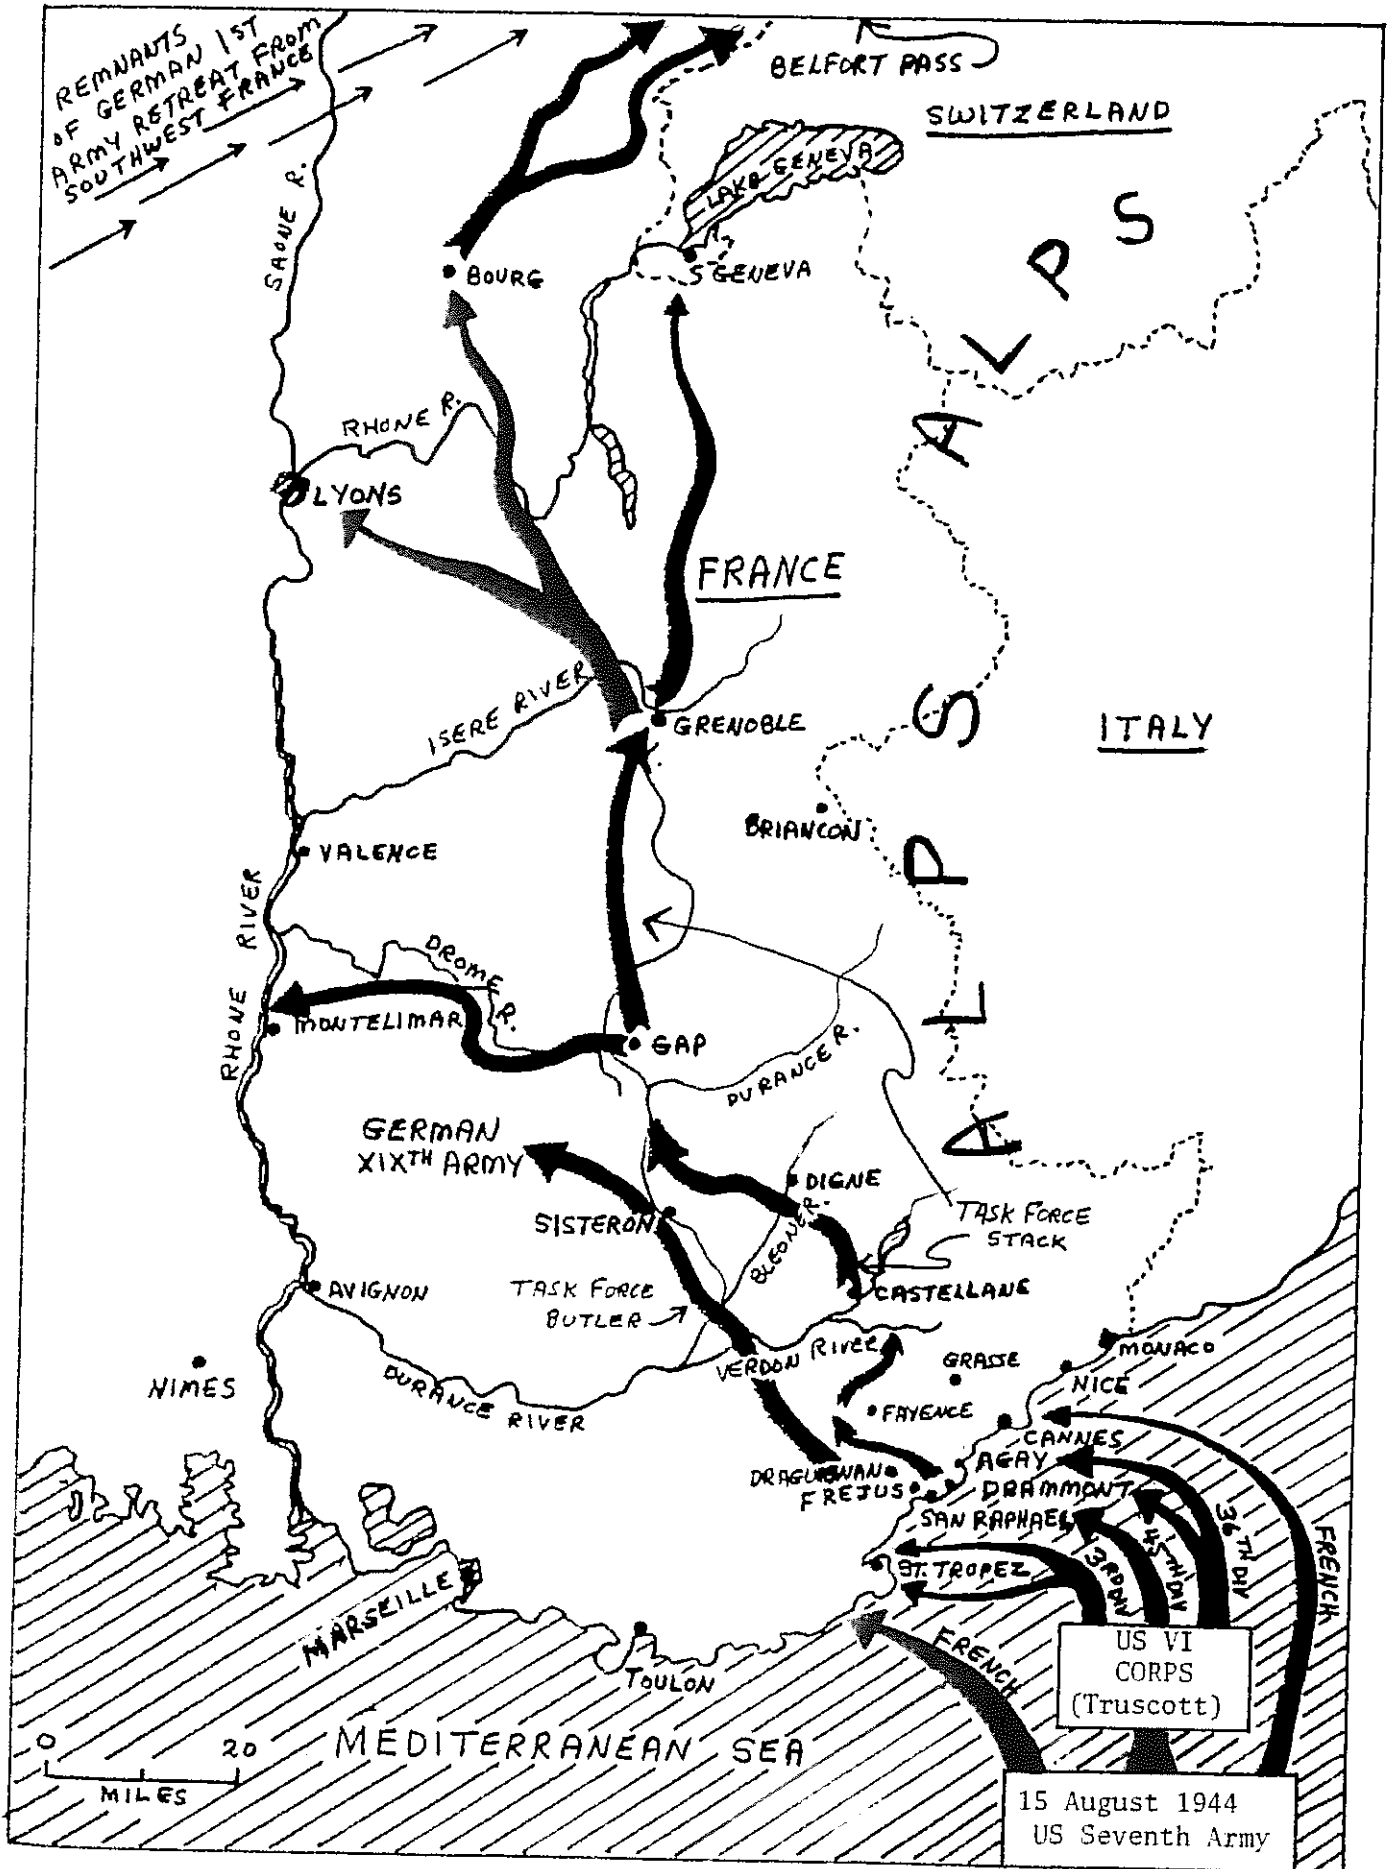 REMNANTS
OF GERMAN 1ST
ARMY RETREAT FROM
SOUTHWEST FRANCE
BELFORT PASS
SWITZERLAND
LAKE GENEVA
SAONE R.
ALPS
BOURG
GENEVA
RHONE R.
LYONS
FRANCE
ISERE RIVER
GRENOBLE
ITALY
BRIANCON
VALENCE
ALPS
RHONE RIVER
DROME R.
MONTELIMAR
GAP
DURANCE R.
GERMAN
XIXTH ARMY
DIGNE
SISTERON
BLEONE R.
TASK FORCE
STACK
TASK FORCE
BUTLER
CASTELLANE
AVIGNON
VERDON RIVER
MONACO
GRASSE
NICE
NIMES
DURANCE RIVER
FAYENCE
CANNES
AGAY
DRAGUIGNAN
DRAMMONT
FREJUS
SAN RAPHAEL
ST. TROPEZ
3RD DIV
45TH DIV
36TH DIV
FRENCH
MARSEILLE
TOULON
FRENCH
US VI
CORPS
(Truscott)
MEDITERRANEAN SEA
0 20
MILES
15 August 1944
US Seventh Army